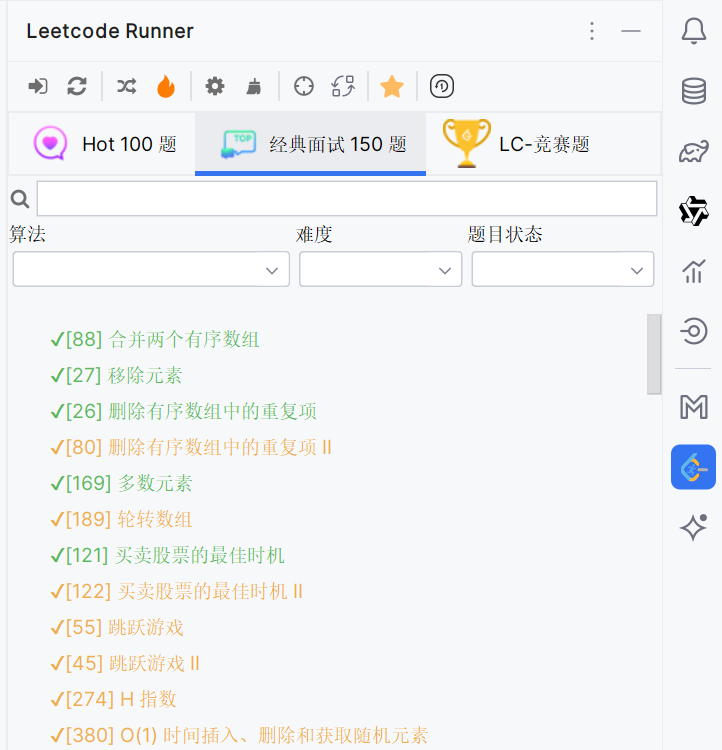 Leetcode Runner
Hot 100 题 经典面试 150 题 LC-竞赛题
算法 难度 题目状态
✓[88] 合并两个有序数组
✓[27] 移除元素
✓[26] 删除有序数组中的重复项
✓[80] 删除有序数组中的重复项 II
✓[169] 多数元素
✓[189] 轮转数组
✓[121] 买卖股票的最佳时机
✓[122] 买卖股票的最佳时机 II
✓[55] 跳跃游戏
✓[45] 跳跃游戏 II
✓[274] H 指数
✓[380] O(1) 时间插入、删除和获取随机元素